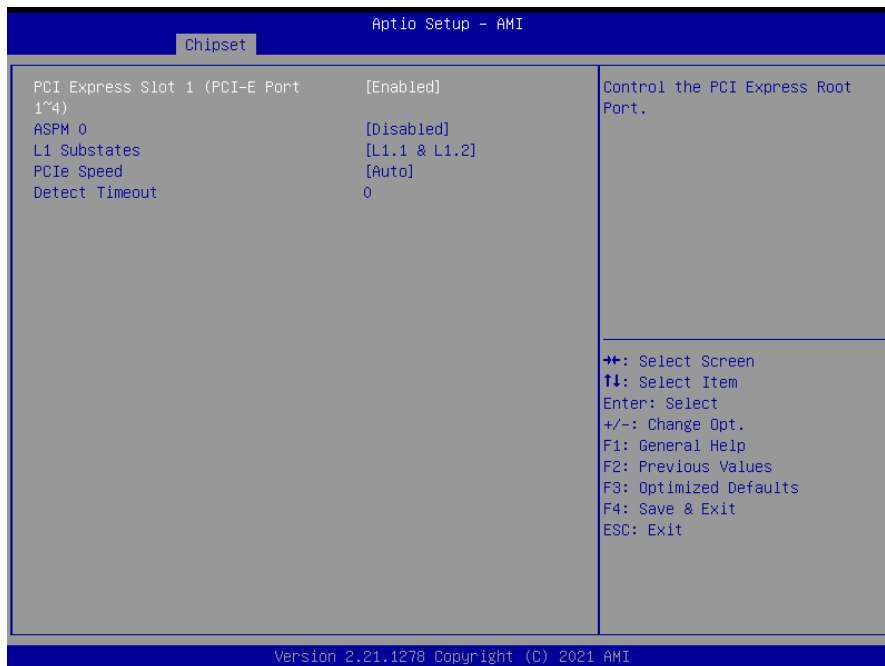 Aptio Setup – AMI
Chipset
PCI Express Slot 1 (PCI-E Port [Enabled]
1~4)
ASPM 0 [Disabled]
L1 Substates [L1.1 & L1.2]
PCIe Speed [Auto]
Detect Timeout 0
Control the PCI Express Root
Port.
→←: Select Screen
↑↓: Select Item
Enter: Select
+/-: Change Opt.
F1: General Help
F2: Previous Values
F3: Optimized Defaults
F4: Save & Exit
ESC: Exit
Version 2.21.1278 Copyright (C) 2021 AMI